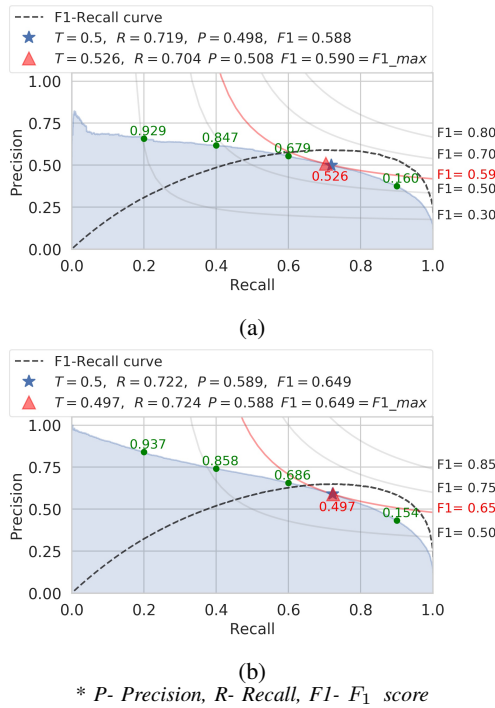 F1-Recall curve
T = 0.5, R = 0.719, P = 0.498, F1 = 0.588
T = 0.526, R = 0.704 P = 0.508 F1 = 0.590 = F1_max
1.00
0.75
0.50
0.25
0.00
Precision
0.929
0.847
0.679
0.526
0.160
F1= 0.80
F1= 0.70
F1= 0.59
F1= 0.50
F1= 0.30
0.0 0.2 0.4 0.6 0.8 1.0
Recall
(a)
F1-Recall curve
T = 0.5, R = 0.722, P = 0.589, F1 = 0.649
T = 0.497, R = 0.724 P = 0.588 F1 = 0.649 = F1_max
1.00
0.75
0.50
0.25
0.00
Precision
0.937
0.858
0.686
0.497
0.154
F1= 0.85
F1= 0.75
F1= 0.65
F1= 0.50
0.0 0.2 0.4 0.6 0.8 1.0
Recall
(b)
* P- Precision, R- Recall, F1- F₁ score